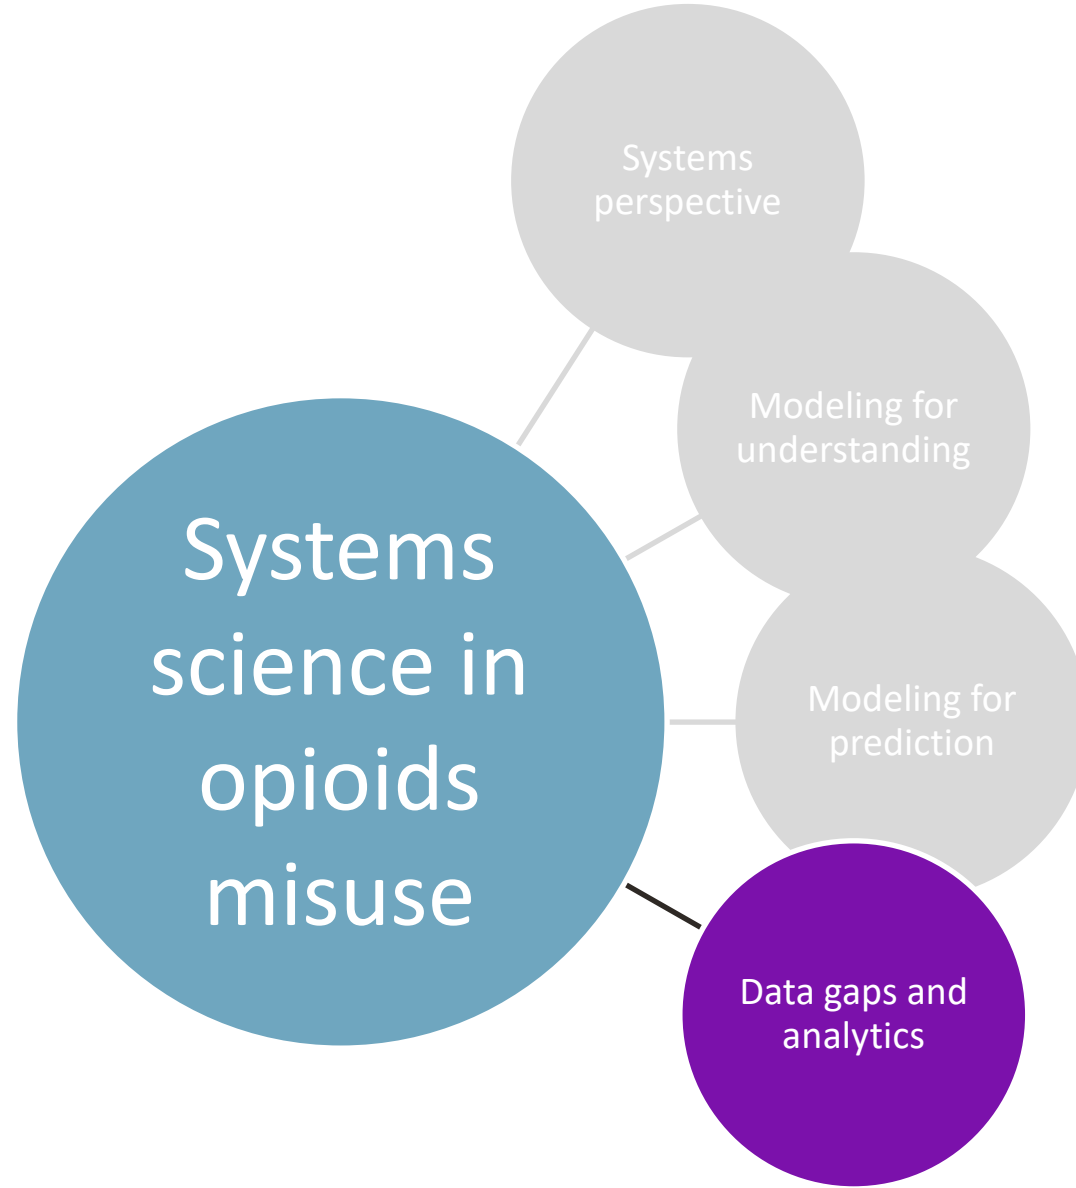 Systems
perspective
Modeling for
understanding
Systems
science in
opioids
misuse
Modeling for
prediction
Data gaps and
analytics